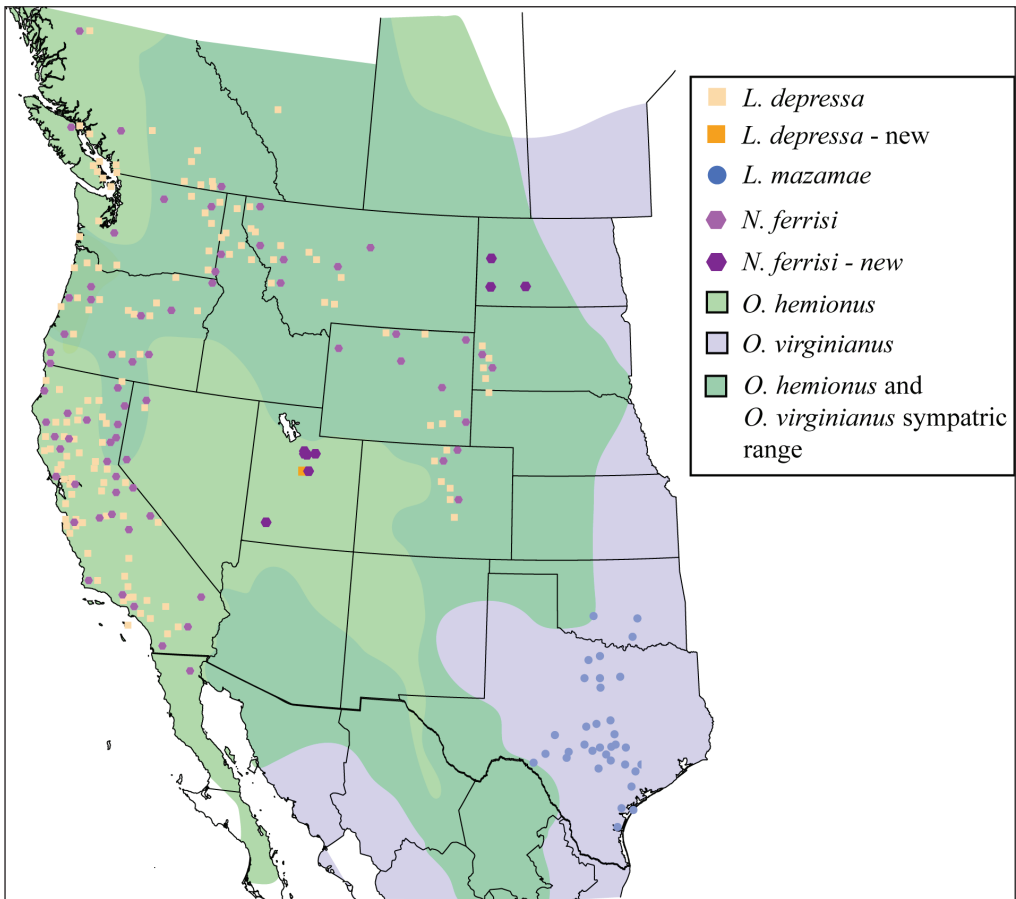 L. depressa
L. depressa - new
L. mazamae
N. ferrisi
N. ferrisi - new
O. hemionus
O. virginianus
O. hemionus and
O. virginianus sympatric
range